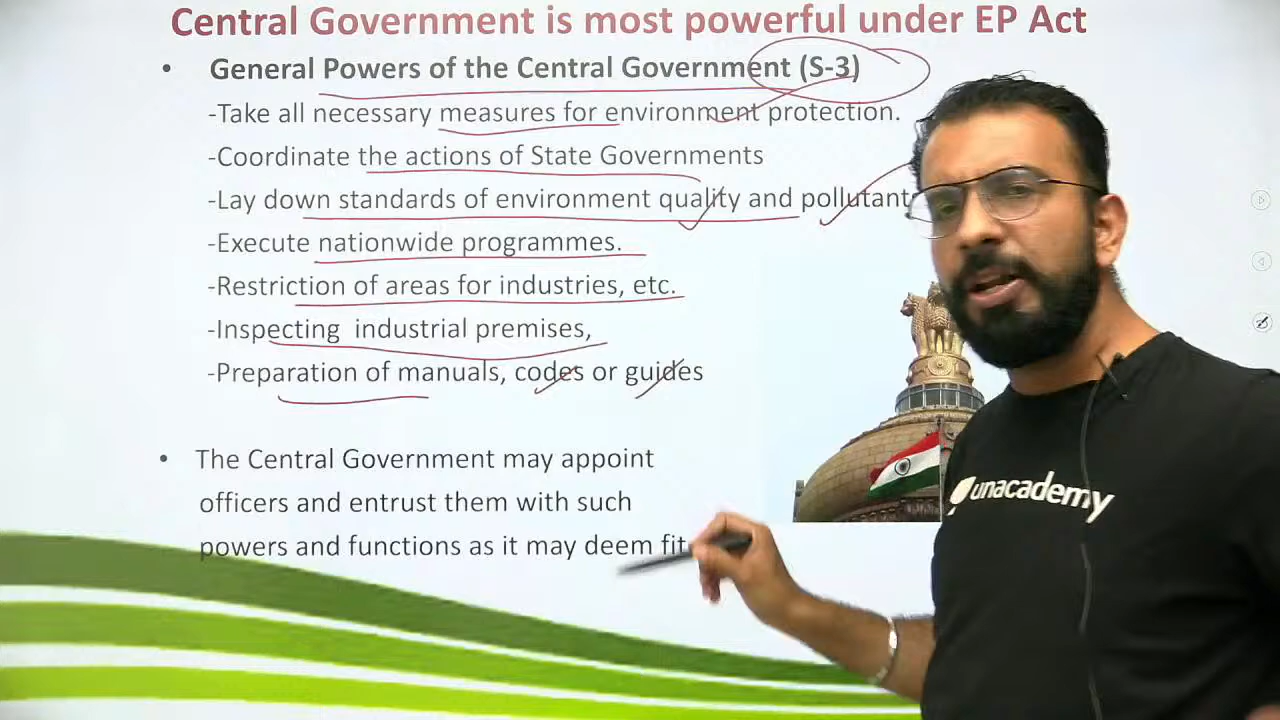 Central Government is most powerful under EP Act
• General Powers of the Central Government (S-3)
-Take all necessary measures for environment protection.
-Coordinate the actions of State Governments
-Lay down standards of environment quality and pollutant
-Execute nationwide programmes.
-Restriction of areas for industries, etc.
-Inspecting industrial premises,
-Preparation of manuals, codes or guides
• The Central Government may appoint
officers and entrust them with such
powers and functions as it may deem fit
unacademy